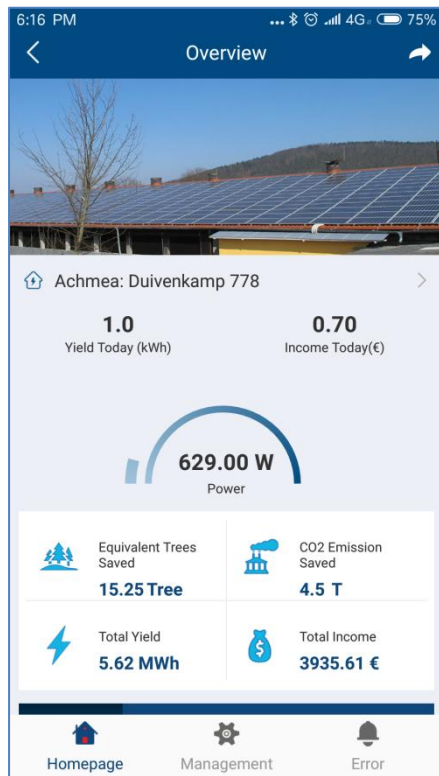 6:16 PM ... 4G 75%
Overview
Achmea: Duivenkamp 778
1.0 0.70
Yield Today (kWh) Income Today(€)
629.00 W
Power
Equivalent Trees Saved
15.25 Tree
CO2 Emission Saved
4.5 T
Total Yield
5.62 MWh
Total Income
3935.61 €
Homepage Management Error